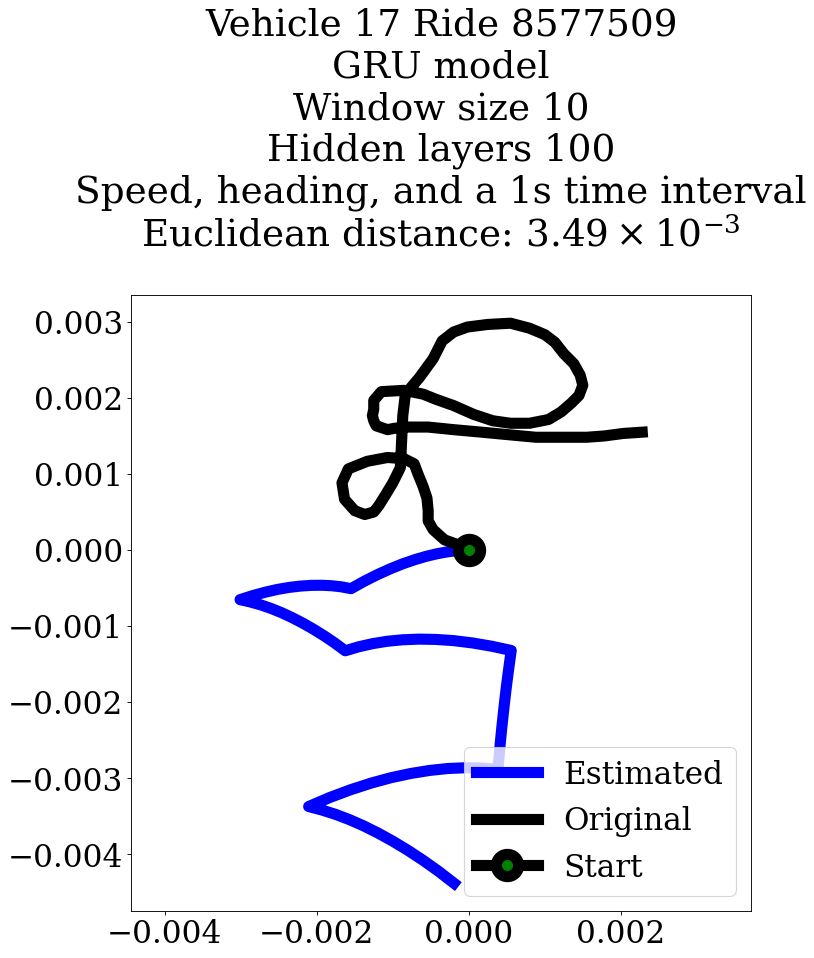 Vehicle 17 Ride 8577509
GRU model
Window size 10
Hidden layers 100
Speed, heading, and a 1s time interval
Euclidean distance: 3.49 × 10⁻³
0.003
0.002
0.001
0.000
−0.001
−0.002
−0.003
−0.004
Estimated
Original
Start
−0.004
−0.002
0.000
0.002